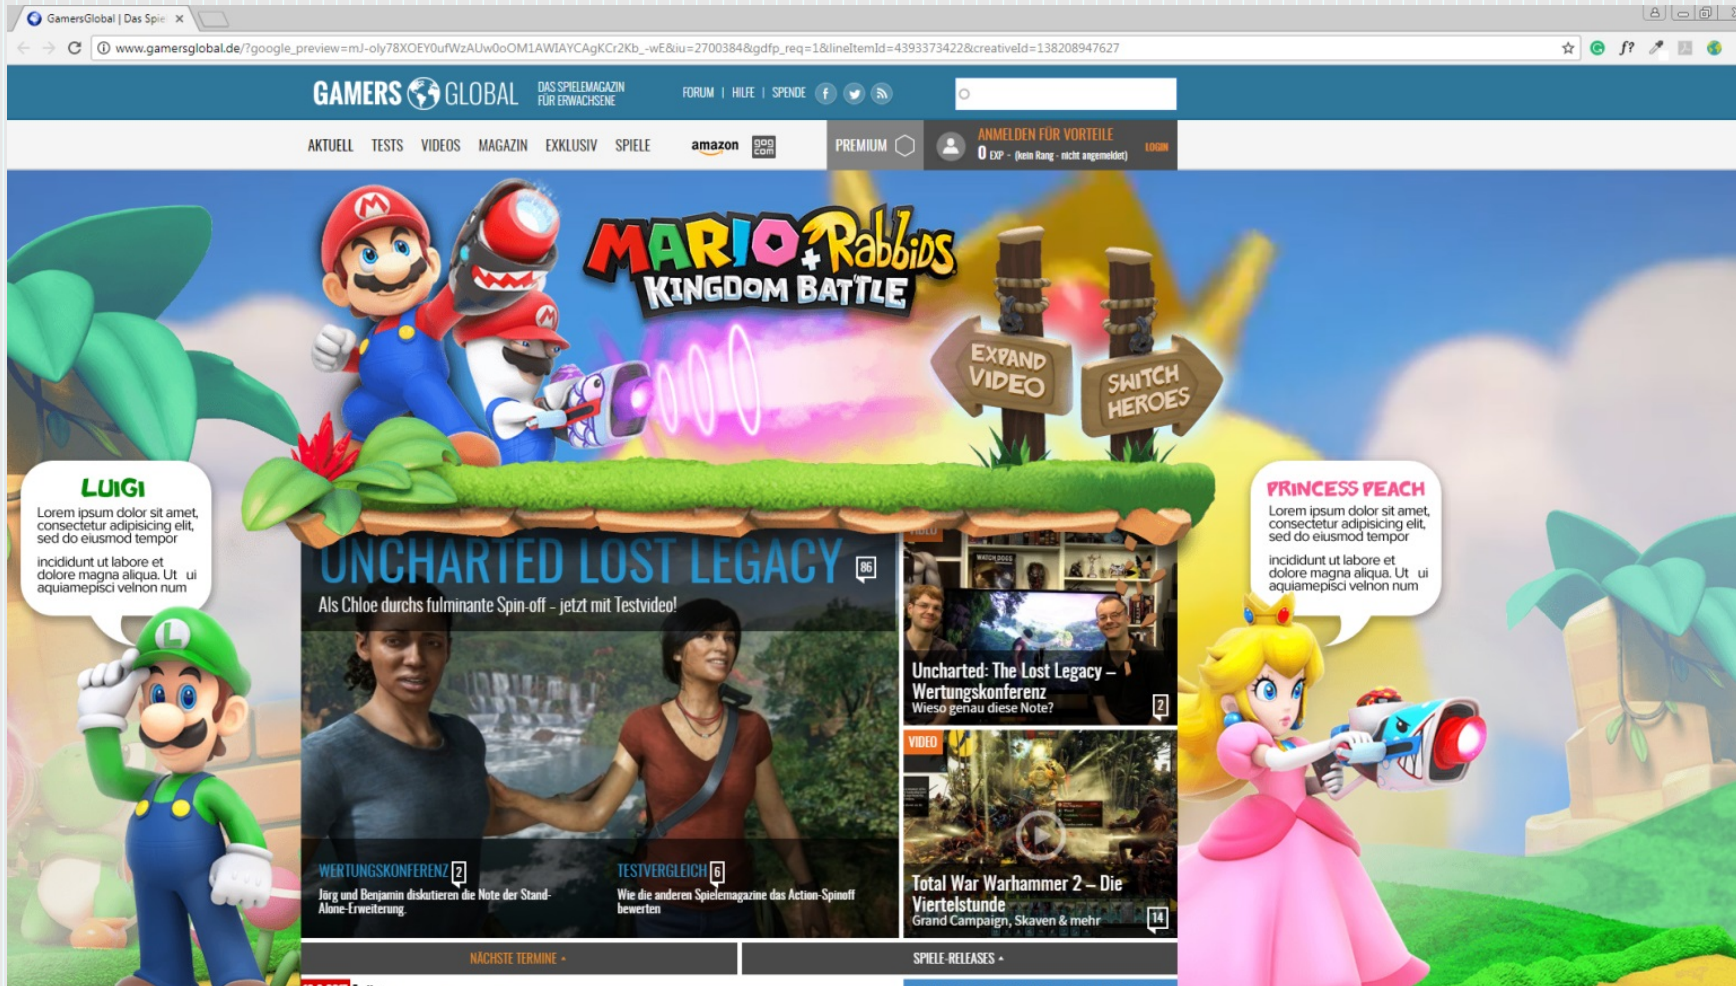 GamersGlobal | Das Spie
www.gamersglobal.de/?google_preview=mJ-oly78XOEY0ufWzAUw0oOM1AWIAYCAgKCr2Kb_-wE&iu=2700384&gdfp_req=1&lineItemId=4393373422&creativeId=138208947627
f?
GAMERS GLOBAL
DAS SPIELEMAGAZIN
FÜR ERWACHSENE
FORUM | HILFE | SPENDE
AKTUELL TESTS VIDEOS MAGAZIN EXKLUSIV SPIELE
amazon
gog
com
PREMIUM
ANMELDEN FÜR VORTEILE
0 EXP - (kein Rang - nicht angemeldet)
LOGIN
M
MARIO + Rabbids
KINGDOM BATTLE
EXPAND
VIDEO
SWITCH
HEROES
LUIGI
Lorem ipsum dolor sit amet,
consectetur adipisicing elit,
sed do eiusmod tempor
incididunt ut labore et
dolore magna aliqua. Ut ui
aquiamepisci velnon num
L
PRINCESS PEACH
Lorem ipsum dolor sit amet,
consectetur adipisicing elit,
sed do eiusmod tempor
incididunt ut labore et
dolore magna aliqua. Ut ui
aquiamepisci velnon num
UNCHARTED LOST LEGACY 86
Als Chloe durchs fulminante Spin-off - jetzt mit Testvideo!
WERTUNGSKONFERENZ 2
Jörg und Benjamin diskutieren die Note der Stand-
Alone-Erweiterung.
TESTVERGLEICH 6
Wie die anderen Spielemagazine das Action-Spinoff
bewerten
VIDEO
WATCH DOGS
Uncharted: The Lost Legacy –
Wertungskonferenz
Wieso genau diese Note?
2
VIDEO
Total War Warhammer 2 – Die
Viertelstunde
Grand Campaign, Skaven & mehr
14
NÄCHSTE TERMINE
SPIELE-RELEASES